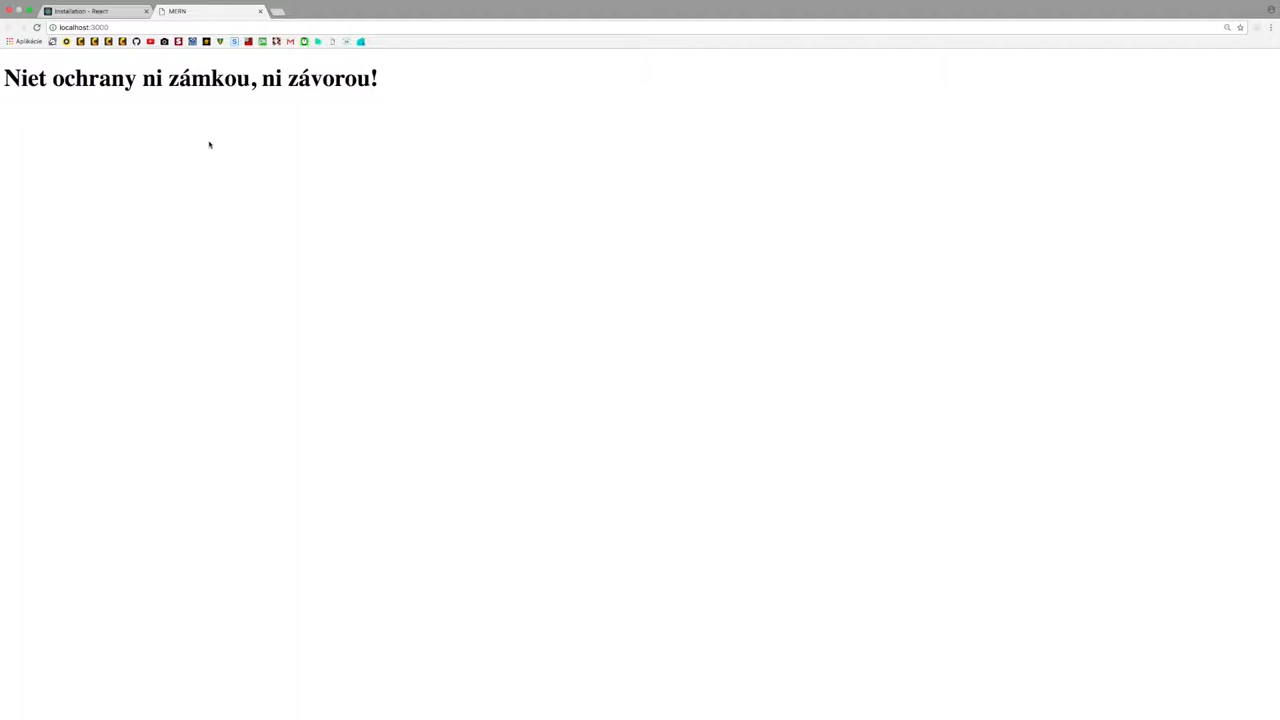 Installation - React
MERN
localhost:3000
Aplikácie
Niet ochrany ni zámkou, ni závorou!